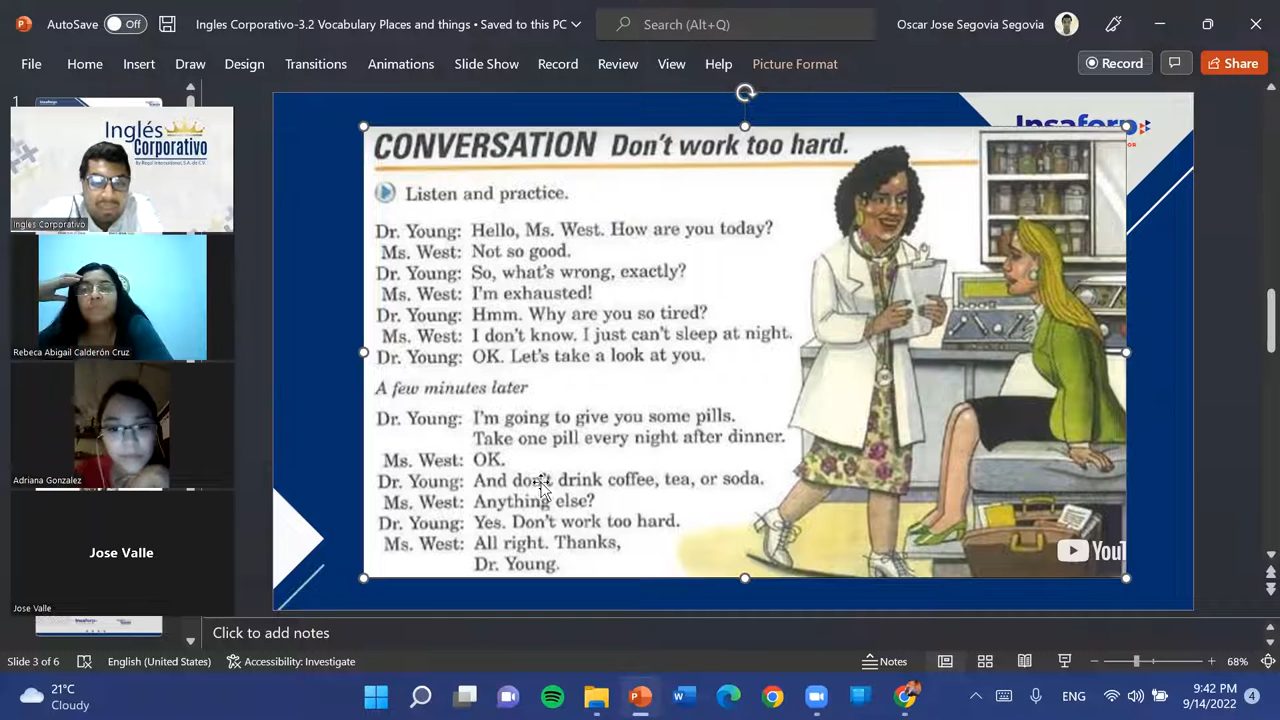 AutoSave Off
Ingles Corporativo-3.2 Vocabulary Places and things • Saved to this PC
Search (Alt+Q)
Oscar Jose Segovia Segovia
File Home Insert Draw Design Transitions Animations Slide Show Record Review View Help Picture Format
Record
Share
1
Inglés
Corporativo
By Regal International, S.A. de C.V.
Ingles Corporativo
Rebeca Abigail Calderón Cruz
Adriana Gonzalez
Jose Valle
Jose Valle
Insaforp
CONVERSATION Don't work too hard.
Listen and practice.
Dr. Young: Hello, Ms. West. How are you today?
Ms. West: Not so good.
Dr. Young: So, what's wrong, exactly?
Ms. West: I'm exhausted!
Dr. Young: Hmm. Why are you so tired?
Ms. West: I don't know. I just can't sleep at night.
Dr. Young: OK. Let's take a look at you.
A few minutes later
Dr. Young: I'm going to give you some pills.
Take one pill every night after dinner.
Ms. West: OK.
Dr. Young: And don't drink coffee, tea, or soda.
Ms. West: Anything else?
Dr. Young: Yes. Don't work too hard.
Ms. West: All right. Thanks,
Dr. Young.
You
Click to add notes
Slide 3 of 6
English (United States)
Accessibility: Investigate
Notes
68%
21°C
Cloudy
ENG
9:42 PM
9/14/2022
4